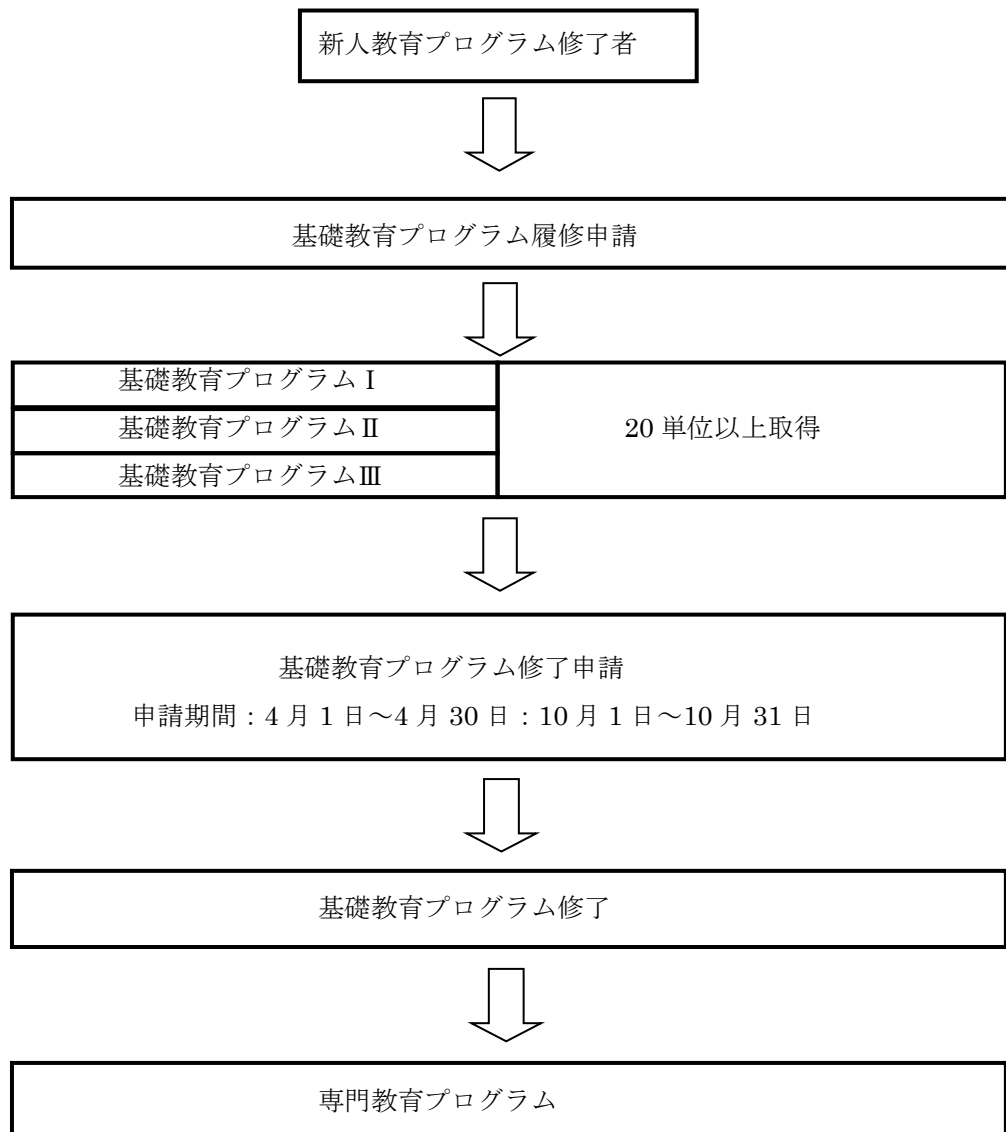 新人教育プログラム修了者
基礎教育プログラム履修申請
基礎教育プログラムⅠ
基礎教育プログラムⅡ
基礎教育プログラムⅢ
20 単位以上取得
基礎教育プログラム修了申請
申請期間：4 月 1 日～4 月 30 日：10 月 1 日～10 月 31 日
基礎教育プログラム修了
専門教育プログラム